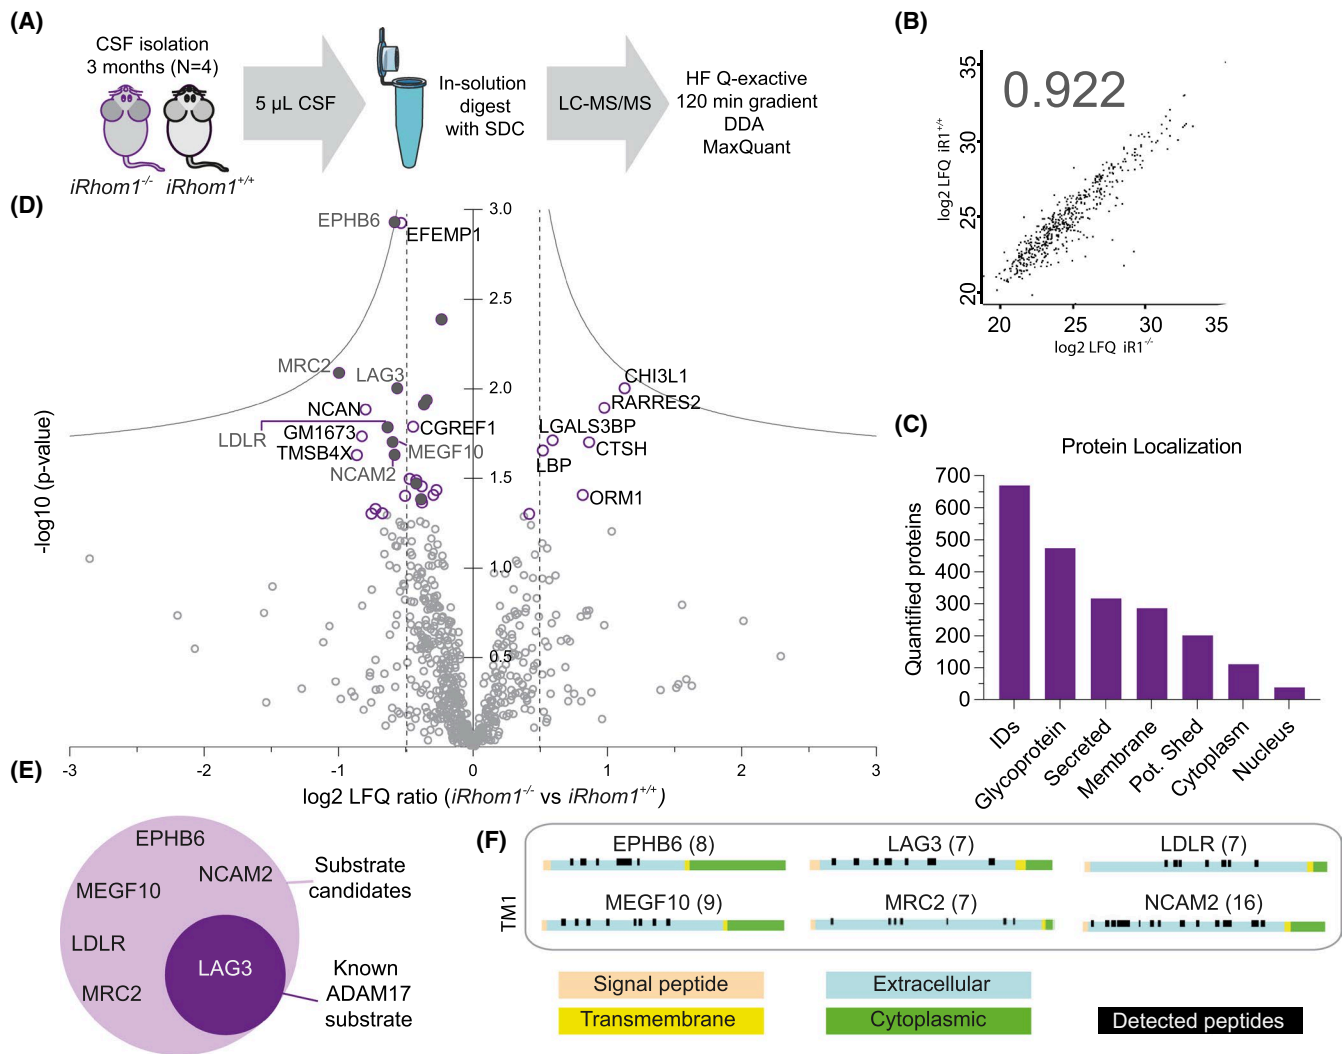 (A)
CSF isolation
3 months (N=4)
iRhom1-/- iRhom1+/+
5 µL CSF
In-solution
digest
with SDC
LC-MS/MS
HF Q-exactive
120 min gradient
DDA
MaxQuant
(B)
0.922
35
30
25
20
log2 LFQ iR1+/+
20 25 30 35
log2 LFQ iR1-/-
(D)
3.0
2.5
2.0
1.5
1.0
0.5
-log10 (p-value)
EPHB6
EFEMP1
MRC2
LAG3
NCAN
CGREF1
LDLR
GM1673
MEGF10
TMSB4X
NCAM2
CHI3L1
RARRES2
LGALS3BP
CTSH
LBP
ORM1
-3 -2 -1 0 1 2 3
log2 LFQ ratio (iRhom1-/- vs iRhom1+/+)
(C)
Protein Localization
700
600
500
400
300
200
100
0
Quantified proteins
IDs
Glycoprotein
Secreted
Membrane
Pot. Shed
Cytoplasm
Nucleus
(E)
EPHB6
NCAM2
MEGF10
LDLR
MRC2
LAG3
Substrate
candidates
Known
ADAM17
substrate
(F)
TM1
EPHB6 (8) LAG3 (7) LDLR (7)
MEGF10 (9) MRC2 (7) NCAM2 (16)
Signal peptide Extracellular
Transmembrane Cytoplasmic Detected peptides